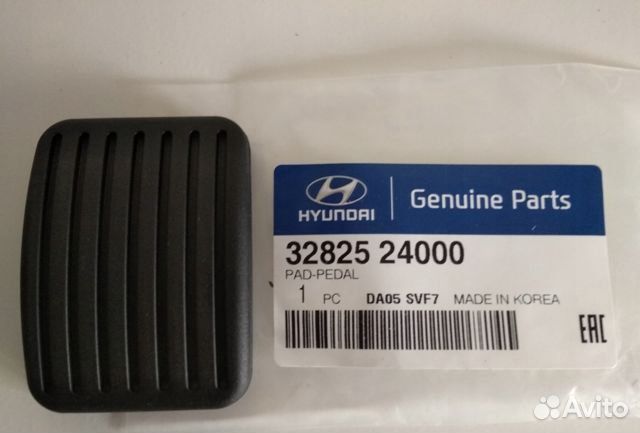 HYUNDAI
Genuine Parts
32825 24000
PAD-PEDAL
1 PC DA05 SVF7 MADE IN KOREA
EAC
Avito